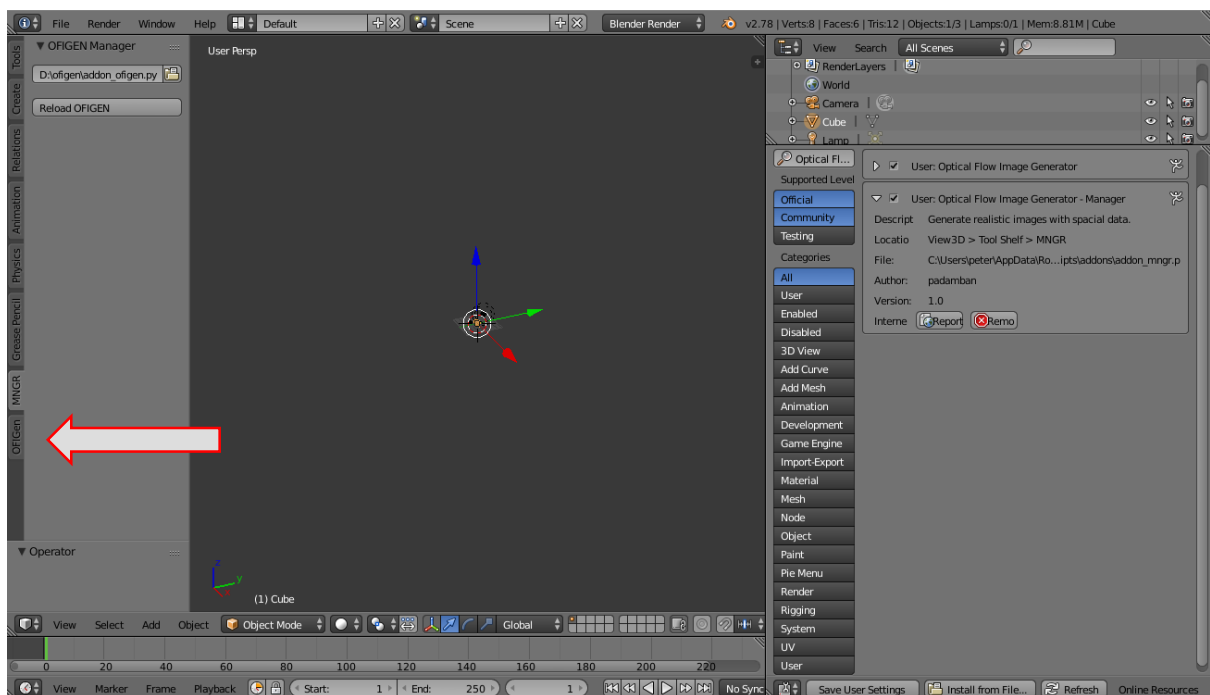 File Render Window Help Default Scene Blender Render v2.78 | Verts:8 | Faces:6 | Tris:12 | Objects:1/3 | Lamps:0/1 | Mem:8.81M | Cube
Tools
Create
Relations
Animation
Physics
Grease Pencil
MNGR
OFIGen
OFIGEN Manager
D:\ofigen\addon_ofigen.py
Reload OFIGEN
Operator
User Persp
z
y
x
(1) Cube
View Select Add Object Object Mode Global
0 20 40 60 80 100 120 140 160 180 200 220
View Marker Frame Playback Start: 1 End: 250 1 No Sync
View Search All Scenes
RenderLayers
World
Camera
Cube
Lamp
Optical Fl...
Supported Level
Official
Community
Testing
Categories
All
User
Enabled
Disabled
3D View
Add Curve
Add Mesh
Animation
Development
Game Engine
Import-Export
Material
Mesh
Node
Object
Paint
Pie Menu
Render
Rigging
System
UV
User
User: Optical Flow Image Generator
User: Optical Flow Image Generator - Manager
Descript Generate realistic images with spacial data.
Locatio View3D > Tool Shelf > MNGR
File: C:\Users\peter\AppData\Ro...ipts\addons\addon_mngr.p
Author: padamban
Version: 1.0
Interne Report Remo
Save User Settings Install from File... Refresh Online Resources